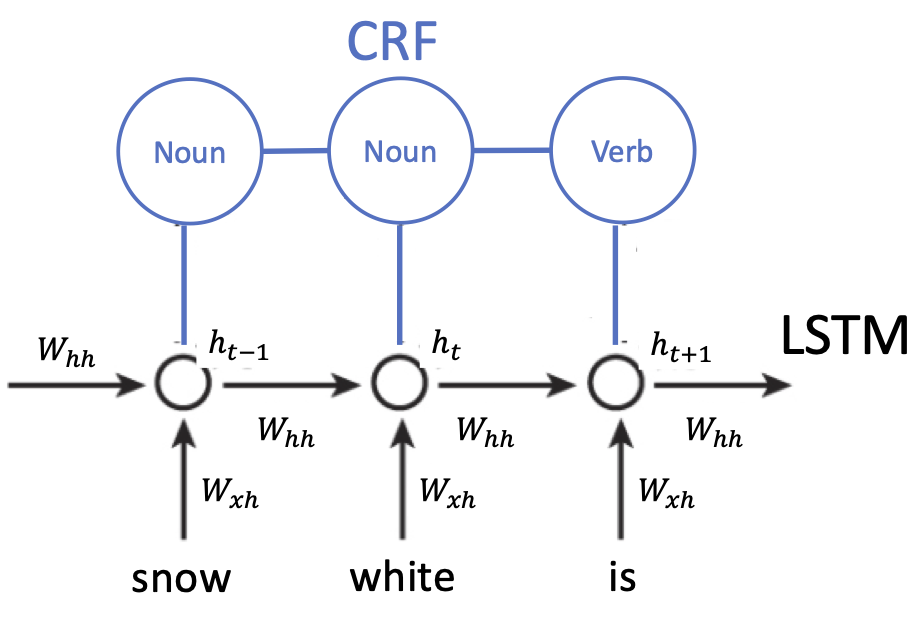 CRF
Noun Noun Verb
LSTM
W_{hh} h_{t−1} h_t h_{t+1}
W_{hh} W_{hh} W_{hh}
W_{xh} W_{xh} W_{xh}
snow white is